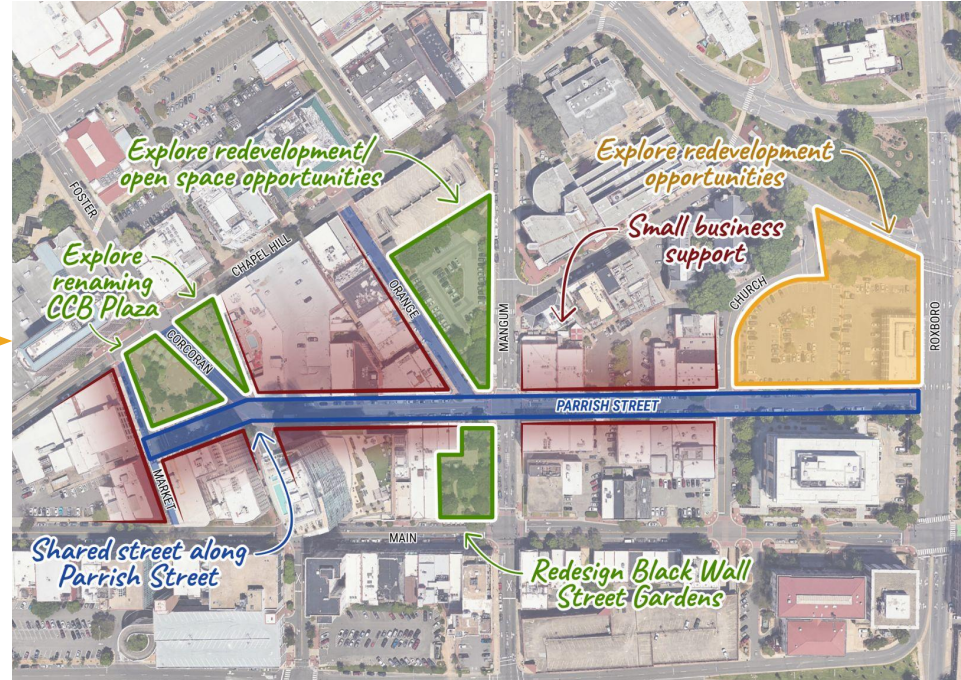 Explore redevelopment/
open space opportunities
Explore redevelopment
opportunities
FOSTER
Small business
support
CHAPEL HILL
Explore
renaming
CCB Plaza
ORANGE
CHURCH
MANGUM
ROXBORO
CORCORAN
PARRISH STREET
MARKET
MAIN
Shared street along
Parrish Street
Redesign Black Wall
Street Gardens